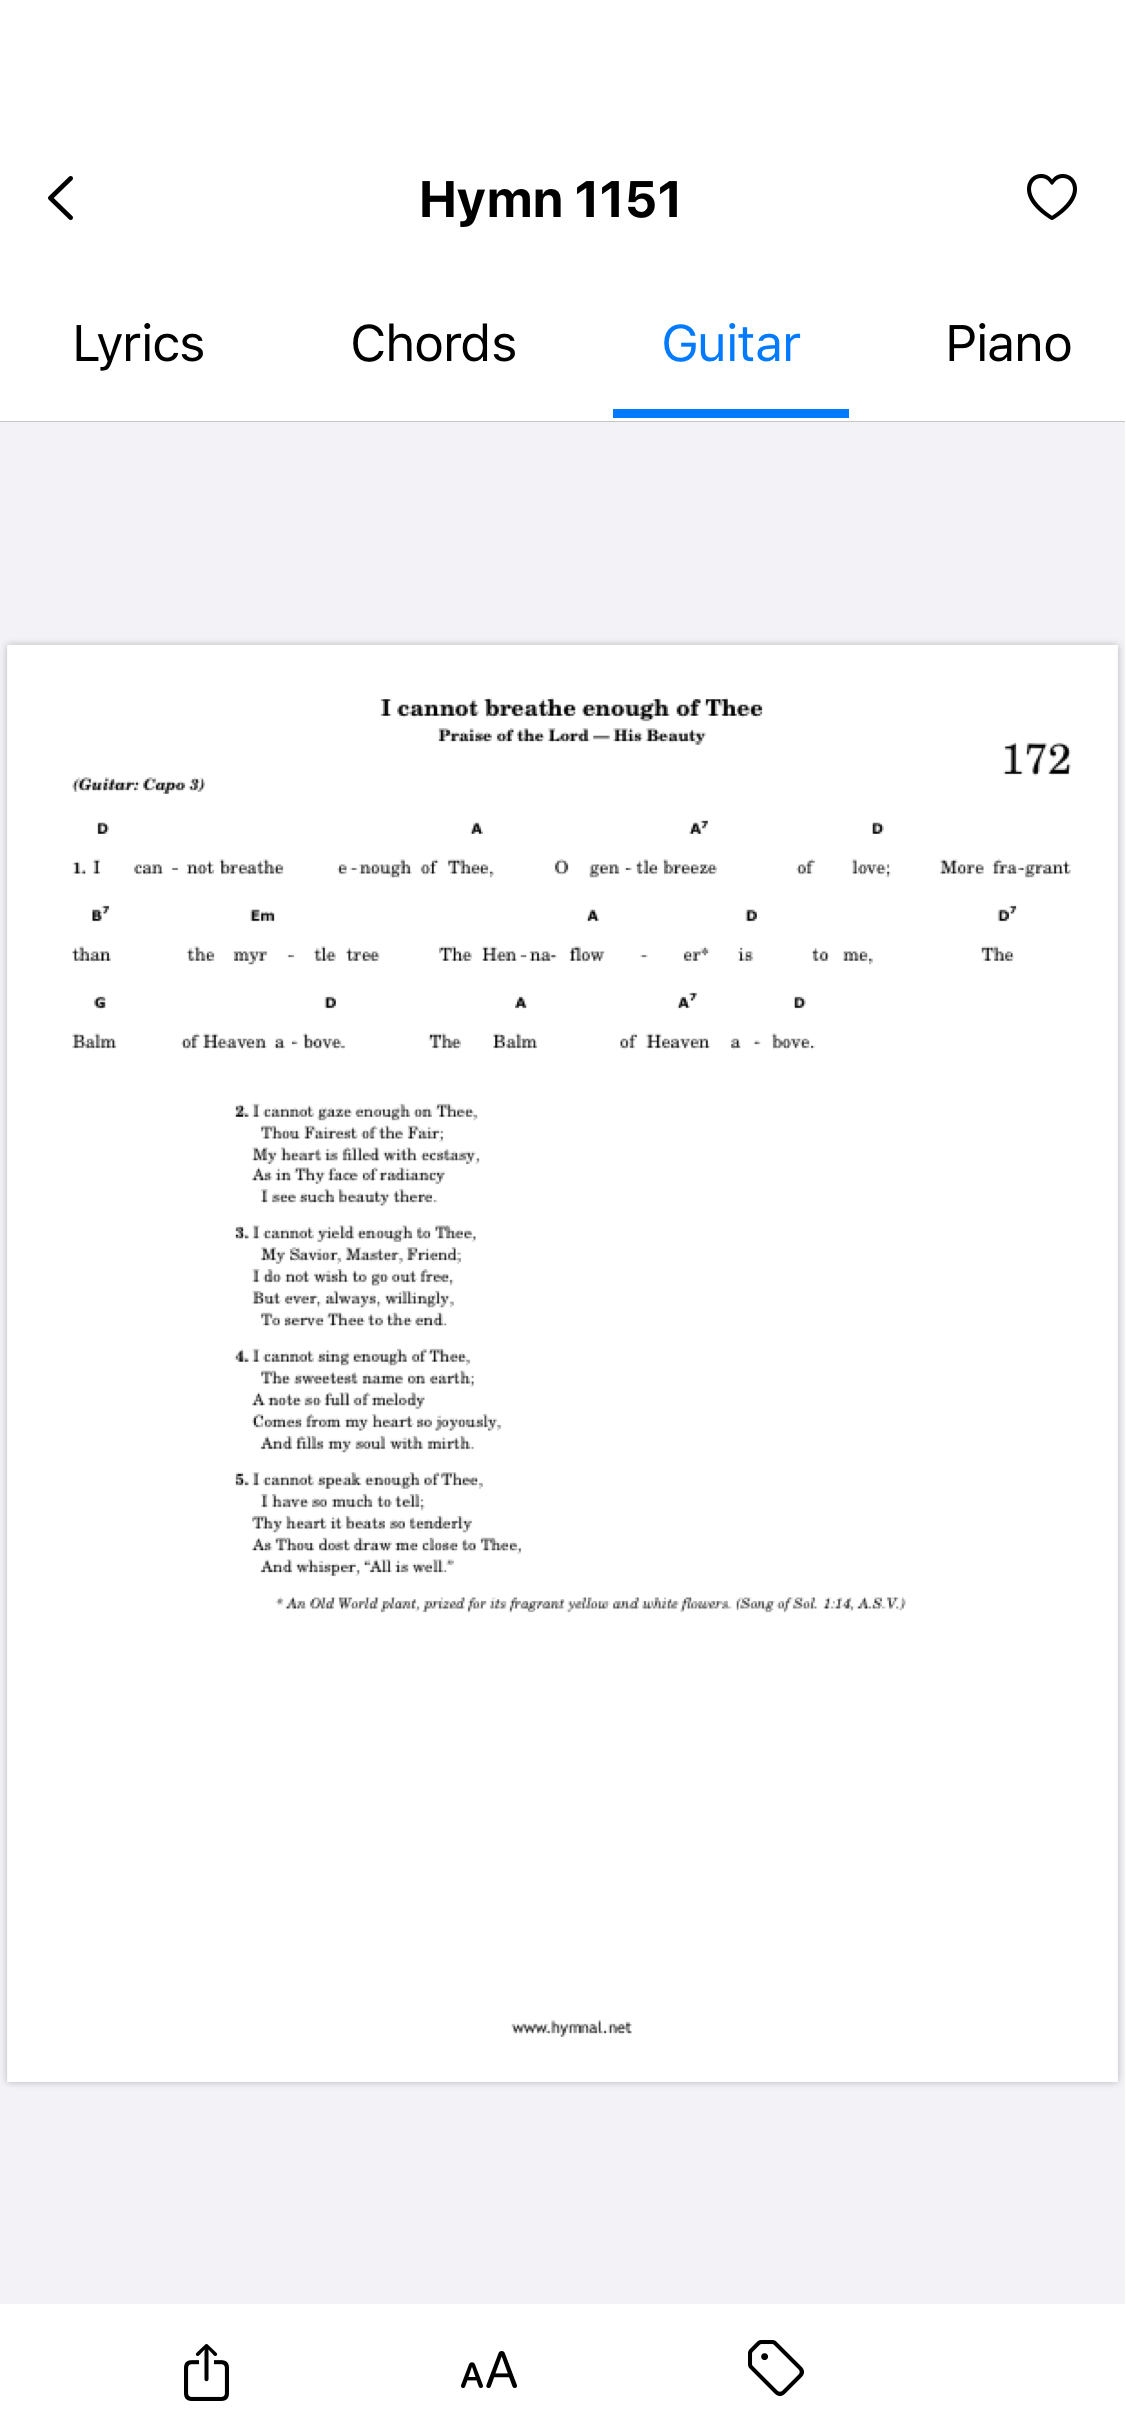 Hymn 1151
Lyrics Chords Guitar Piano
I cannot breathe enough of Thee
Praise of the Lord — His Beauty
172
(Guitar: Capo 3)
D A A7 D
1. I can - not breathe e - nough of Thee, O gen - tle breeze of love; More fra-grant
B7 Em A D D7
than the myr - tle tree The Hen - na- flow - er* is to me, The
G D A A7 D
Balm of Heaven a - bove. The Balm of Heaven a - bove.
2. I cannot gaze enough on Thee,
Thou Fairest of the Fair;
My heart is filled with ecstasy,
As in Thy face of radiancy
I see such beauty there.
3. I cannot yield enough to Thee,
My Savior, Master, Friend;
I do not wish to go out free,
But ever, always, willingly,
To serve Thee to the end.
4. I cannot sing enough of Thee,
The sweetest name on earth;
A note so full of melody
Comes from my heart so joyously,
And fills my soul with mirth.
5. I cannot speak enough of Thee,
I have so much to tell;
Thy heart it beats so tenderly
As Thou dost draw me close to Thee,
And whisper, “All is well.”
* An Old World plant, prized for its fragrant yellow and white flowers. (Song of Sol. 1:14, A.S.V.)
www.hymnal.net
AA